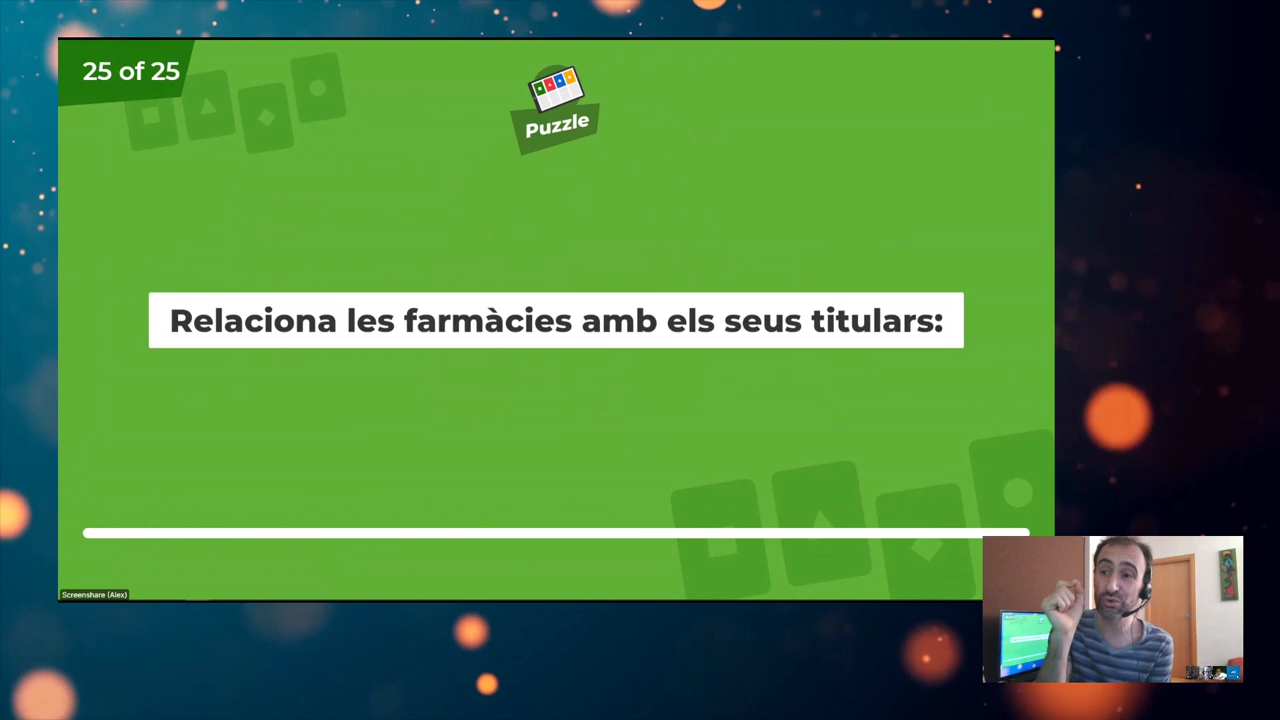 25 of 25
Puzzle
Relaciona les farmàcies amb els seus titulars:
Screenshare (Alex)